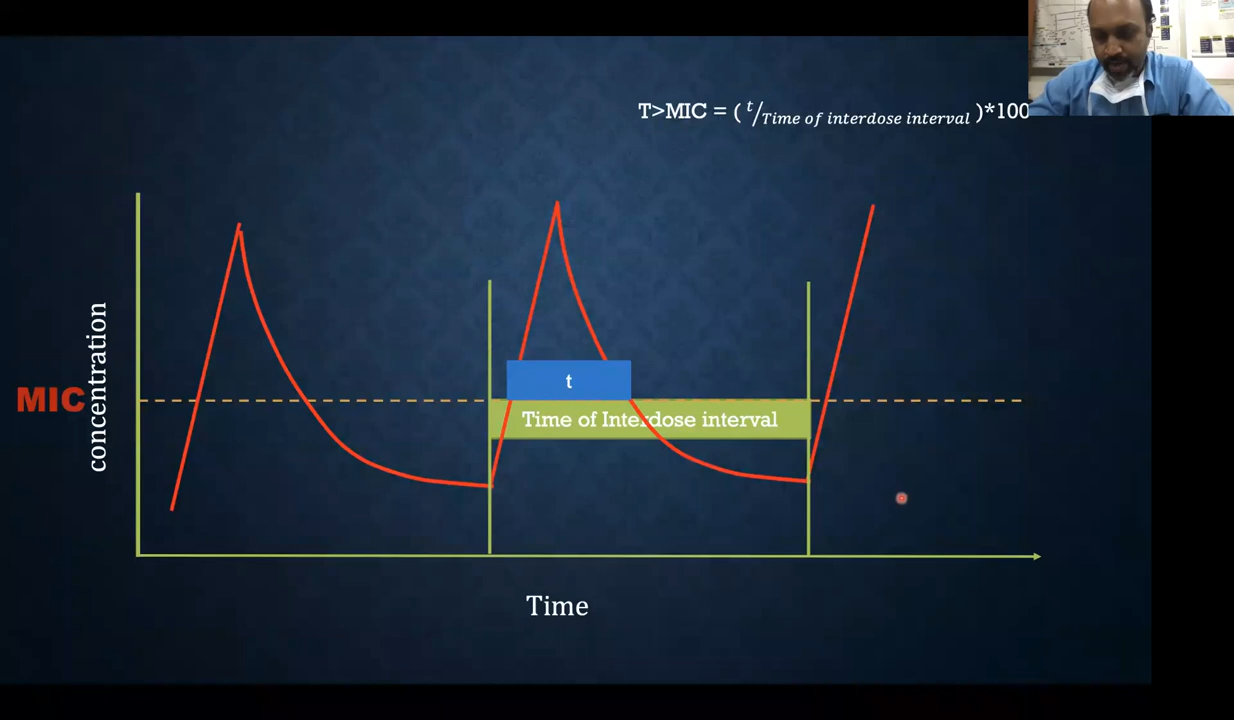 T>MIC = ( t/Time of interdose interval )*100
MIC
concentration
t
Time of Interdose interval
Time